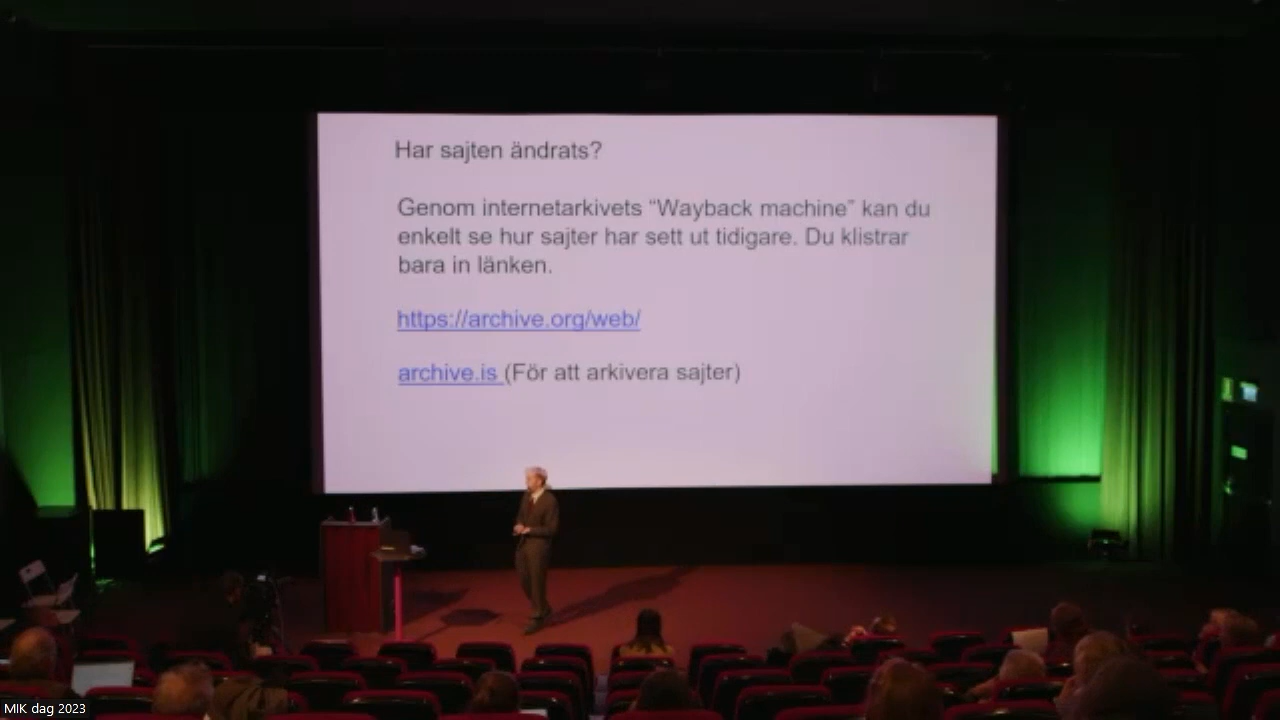 Har sajten ändrats?
Genom internetarkivets “Wayback machine” kan du
enkelt se hur sajter har sett ut tidigare. Du klistrar
bara in länken.
https://archive.org/web/
archive.is (För att arkivera sajter)
MIK dag 2023